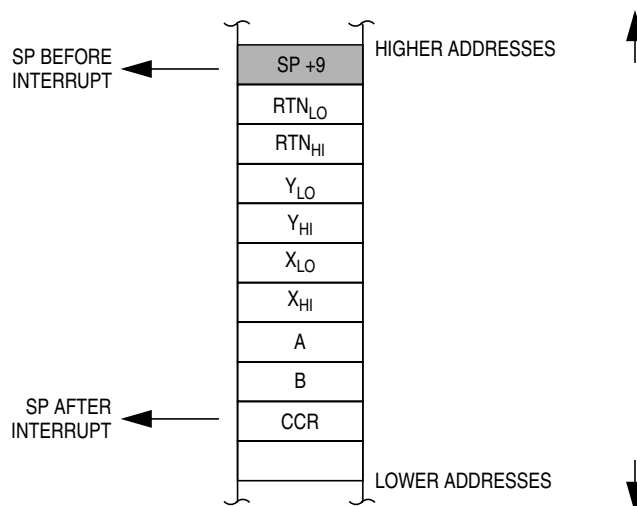 HIGHER ADDRESSES
SP BEFORE
INTERRUPT
SP +9
RTNLO
RTNHI
YLO
YHI
XLO
XHI
A
B
SP AFTER
INTERRUPT
CCR
LOWER ADDRESSES